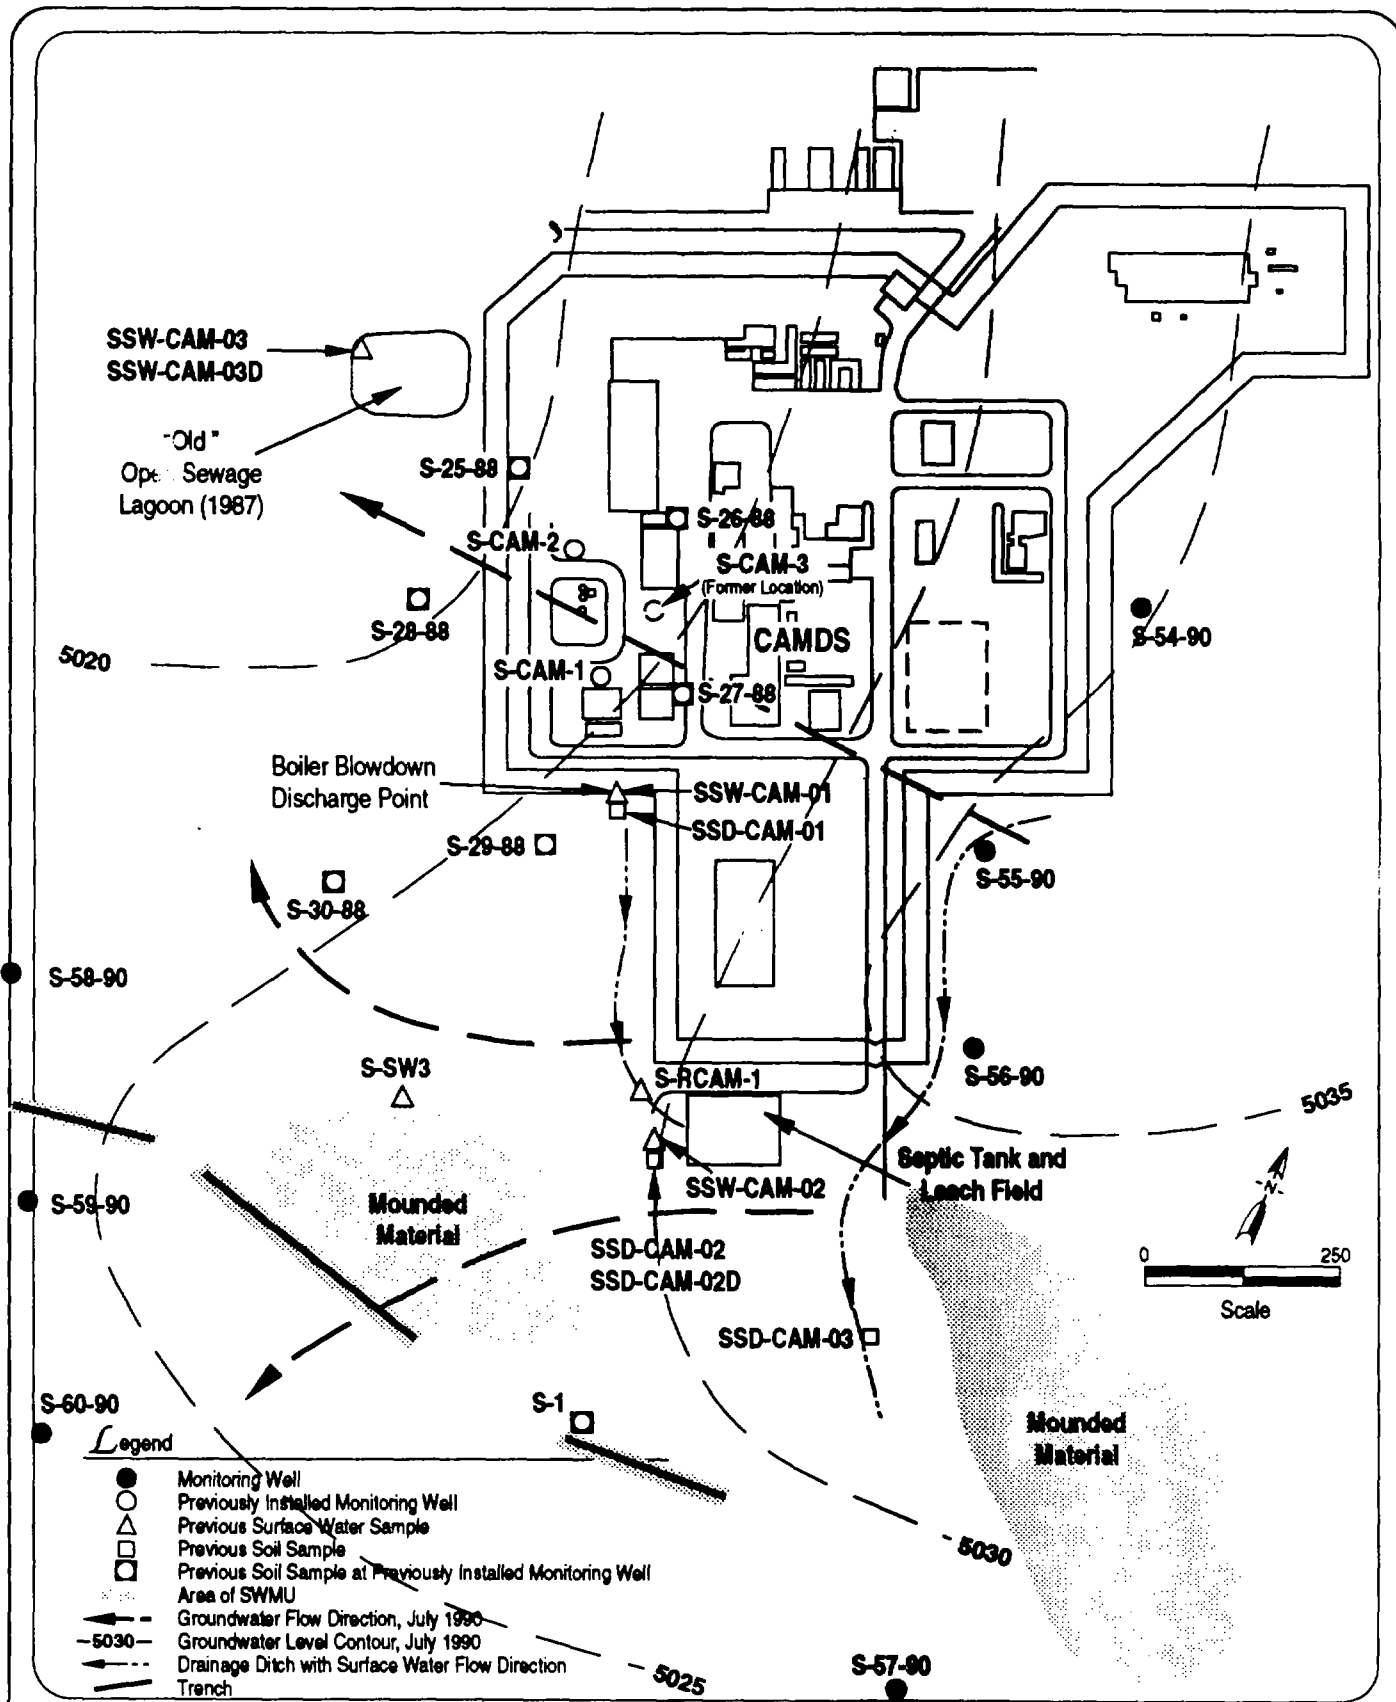 SSW-CAM-03
SSW-CAM-03D
"Old"
Sewage
Lagoon (1987)
S-25-88
S-26-88
S-CAM-2
S-CAM-3
(Former Location)
S-28-88
CAMDS
S-54-90
5020
S-CAM-1
S-27-88
Boiler Blowdown
Discharge Point
SSW-CAM-01
SSD-CAM-01
S-29-88
S-55-90
S-30-88
S-58-90
S-56-90
S-SW3
S-RCAM-1
5035
Septic Tank and
Leach Field
N
S-59-90
Mounded
Material
SSW-CAM-02
SSD-CAM-02
SSD-CAM-02D
0 250
Scale
SSD-CAM-03
S-60-90
S-1
Mounded
Material
Legend
Monitoring Well
Previously Installed Monitoring Well
Previous Surface Water Sample
Previous Soil Sample
Previous Soil Sample at Previously Installed Monitoring Well
Area of SWMU
Groundwater Flow Direction, July 1990
-5030- Groundwater Level Contour, July 1990
Drainage Ditch with Surface Water Flow Direction
Trench
5030
5025
S-57-90